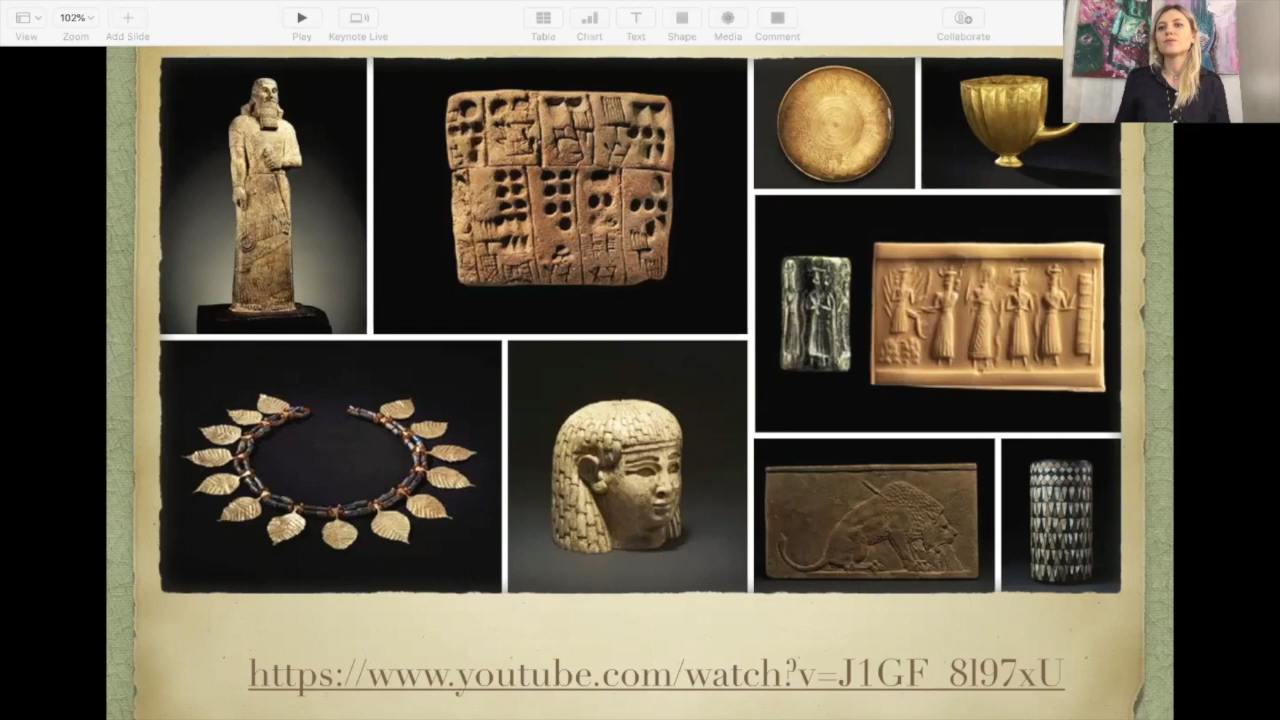 102%
View
Zoom
Add Slide
Play
Keynote Live
Table
Chart
Text
Shape
Media
Comment
Collaborate
https://www.youtube.com/watch?v=J1GF_8l97xU